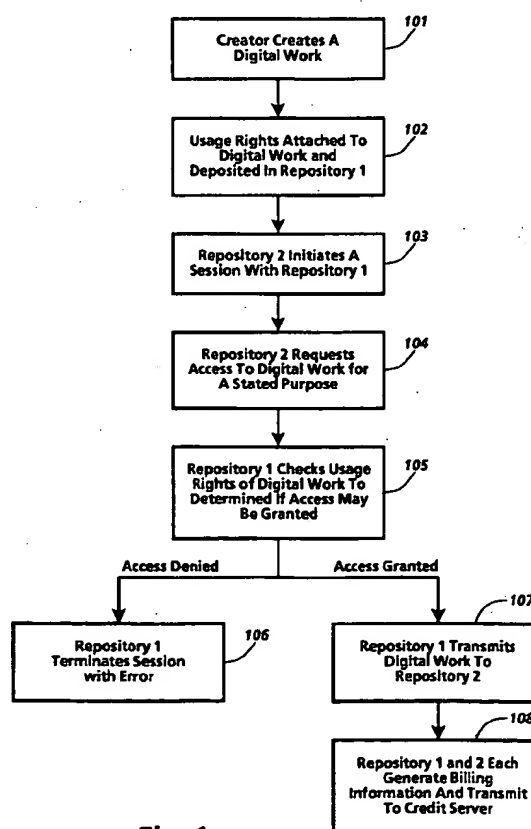 101
Creator Creates A
Digital Work
102
Usage Rights Attached To
Digital Work and
Deposited In Repository 1
103
Repository 2 Initiates A
Session With Repository 1
104
Repository 2 Requests
Access To Digital Work for
A Stated Purpose
105
Repository 1 Checks Usage
Rights of Digital Work To
Determined If Access May
Be Granted
Access Denied
Access Granted
106
Repository 1
Terminates Session
with Error
107
Repository 1 Transmits
Digital Work To
Repository 2
108
Repository 1 and 2 Each
Generate Billing
Information And Transmit
To Credit Server